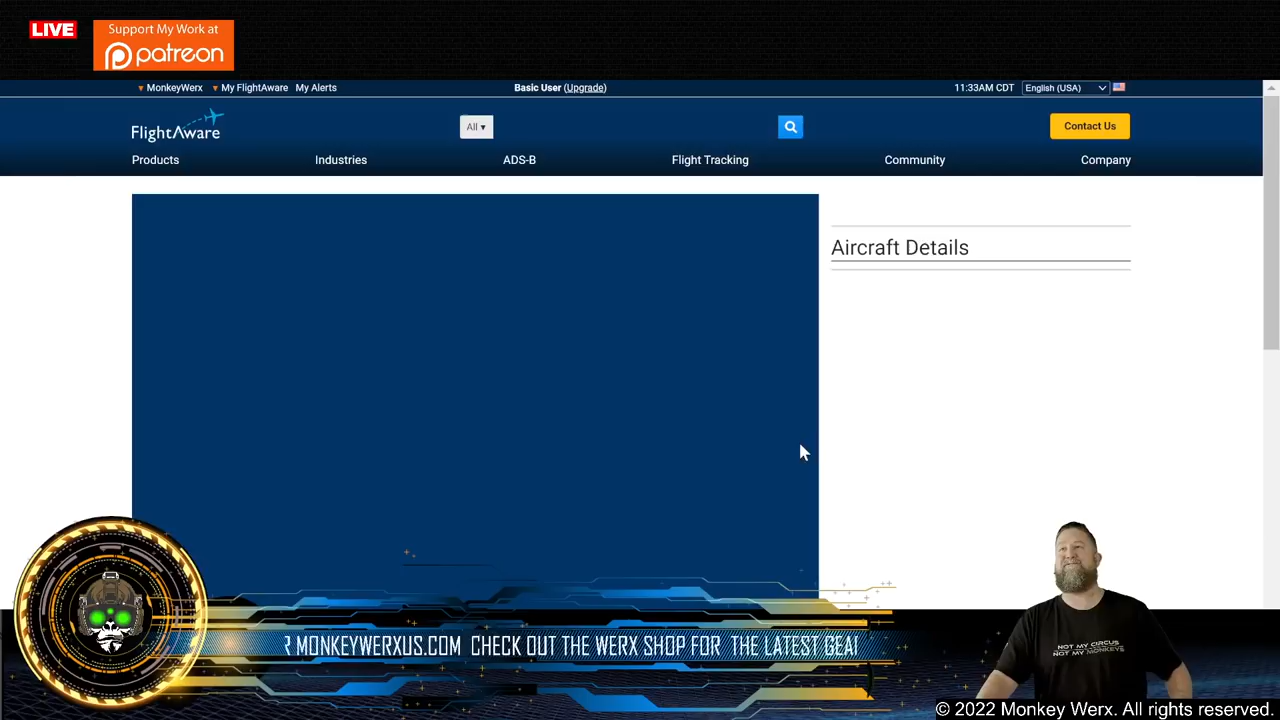 LIVE
Support My Work at
patreon
MonkeyWerx
My FlightAware
My Alerts
Basic User (Upgrade)
11:33AM CDT
English (USA)
FlightAware
All ▾
Contact Us
Products
Industries
ADS-B
Flight Tracking
Community
Company
Aircraft Details
MONKEYWERXUS.COM CHECK OUT THE WERX SHOP FOR THE LATEST GEAR
NOT MY CIRCUS
NOT MY MONKEYS
© 2022 Monkey Werx. All rights reserved.